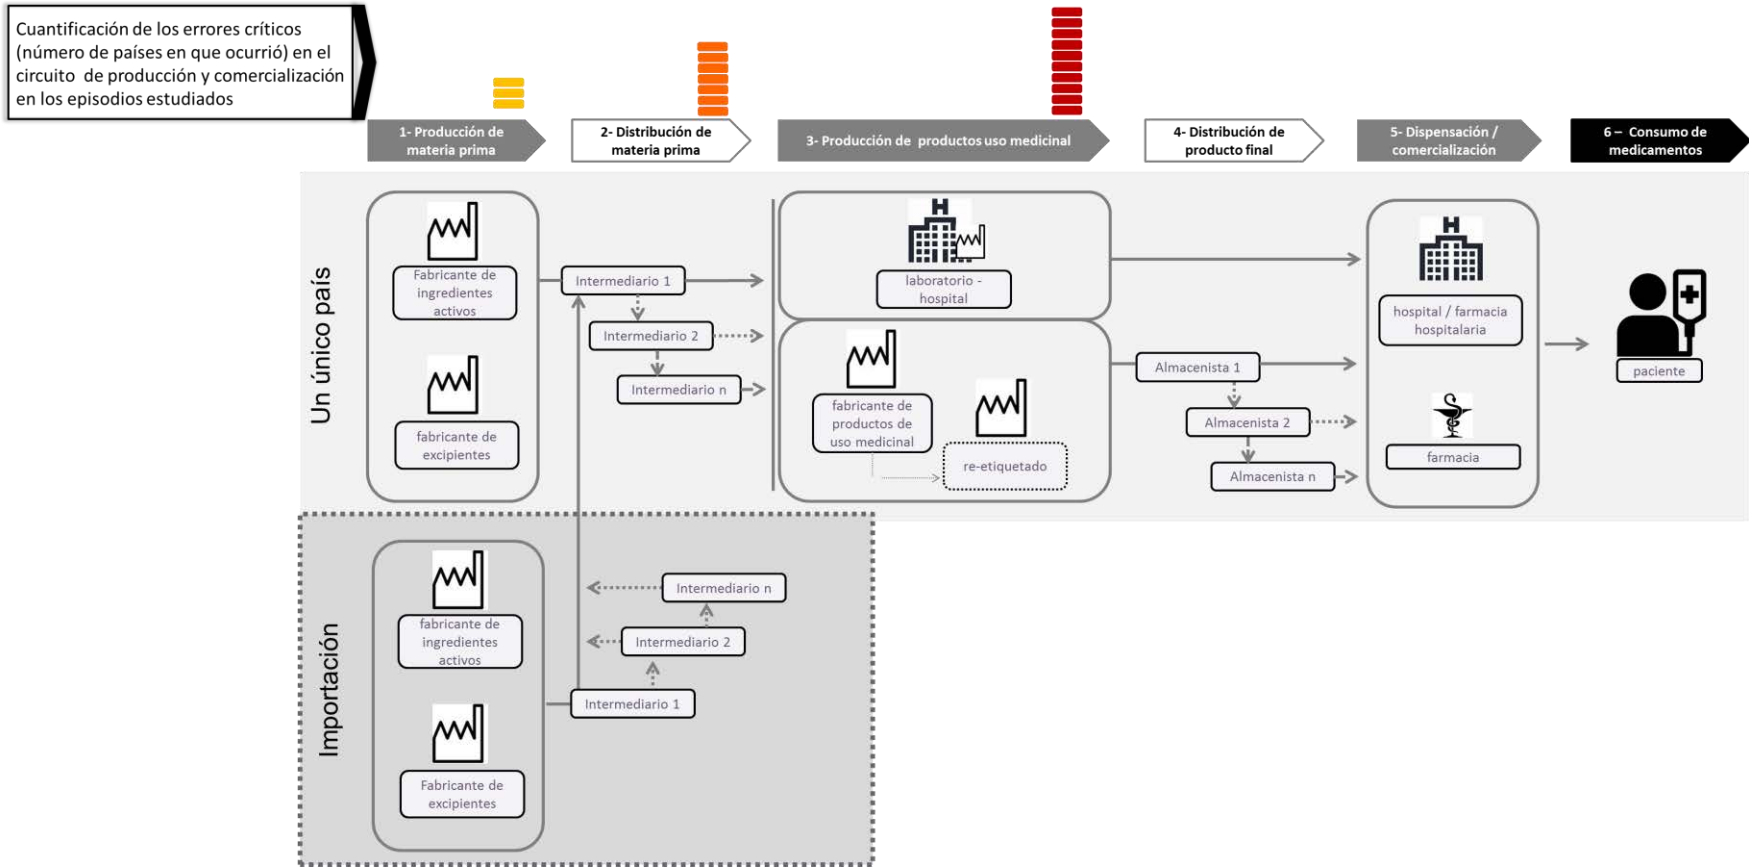 Cuantificación de los errores críticos
(número de países en que ocurrió) en el
circuito de producción y comercialización
en los episodios estudiados
1- Producción de
materia prima
2- Distribución de
materia prima
3- Producción de productos uso medicinal
4- Distribución de
producto final
5- Dispensación /
comercialización
6 – Consumo de
medicamentos
Un único país
Fabricante de
ingredientes
activos
fabricante de
excipientes
Intermediario 1
Intermediario 2
Intermediario n
H
laboratorio -
hospital
fabricante de
productos de
uso medicinal
re-etiquetado
Almacenista 1
Almacenista 2
Almacenista n
H
hospital / farmacia
hospitalaria
farmacia
paciente
Importación
fabricante de
ingredientes
activos
Fabricante de
excipientes
Intermediario n
Intermediario 2
Intermediario 1